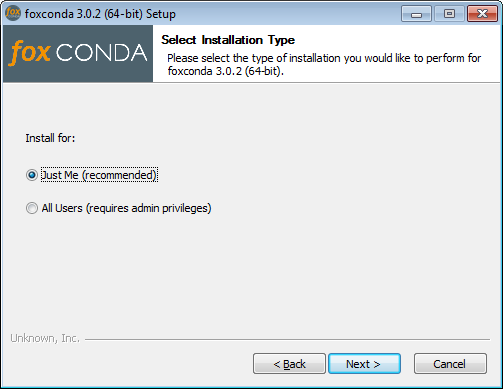 foxconda 3.0.2 (64-bit) Setup
fox CONDA
Select Installation Type
Please select the type of installation you would like to perform for
foxconda 3.0.2 (64-bit).
Install for:
Just Me (recommended)
All Users (requires admin privileges)
Unknown, Inc.
< Back Next > Cancel